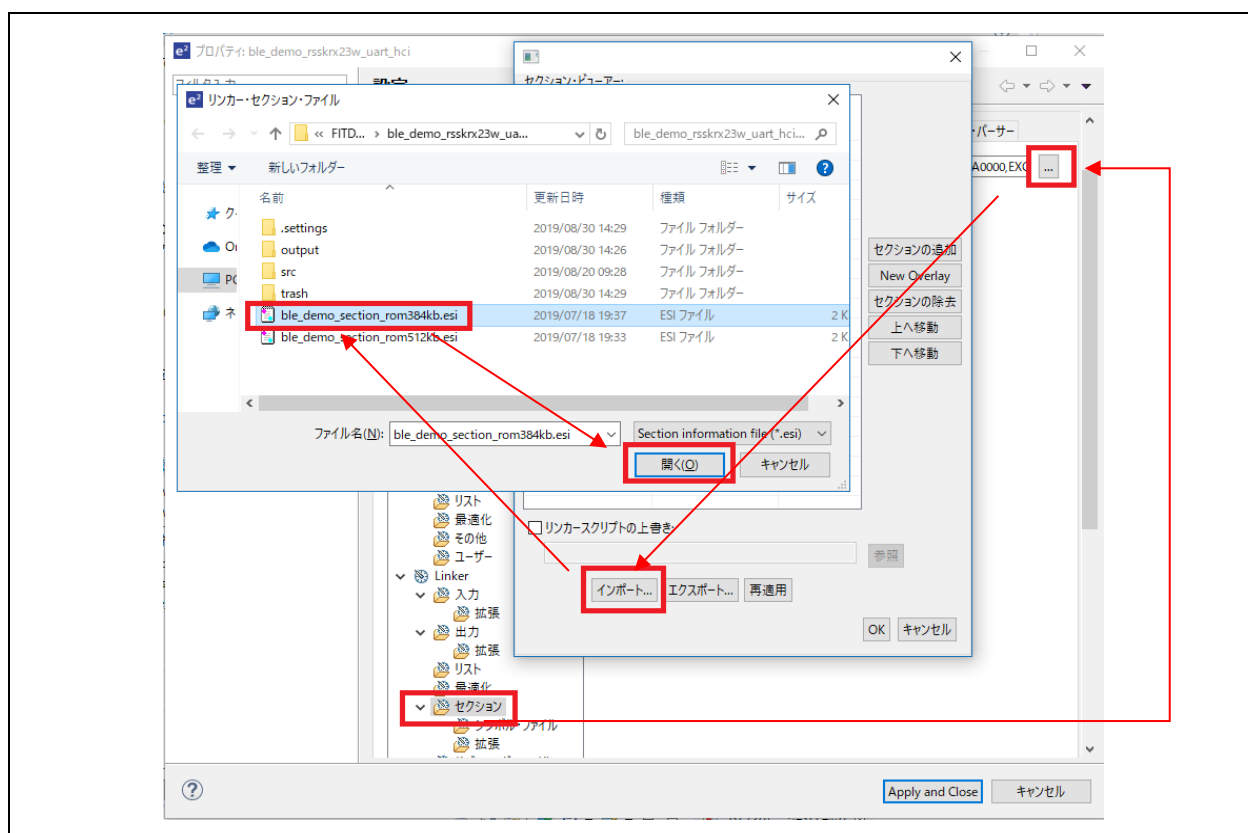 e² プロパティ: ble_demo_rsskrx23w_uart_hci
設定
セクション・ビューアー:
e² リンカー・セクション・ファイル
« FITD... › ble_demo_rsskrx23w_ua...
ble_demo_rsskrx23w_uart_hci...
・パーサー
整理
新しいフォルダー
A0000,EXC
...
名前
更新日時
種類
サイズ
.settings
2019/08/30 14:29
ファイル フォルダー
output
2019/08/30 14:26
ファイル フォルダー
src
2019/08/20 09:28
ファイル フォルダー
trash
2019/08/30 14:29
ファイル フォルダー
ble_demo_section_rom384kb.esi
2019/07/18 19:37
ESI ファイル
2 K
ble_demo_section_rom512kb.esi
2019/07/18 19:33
ESI ファイル
2 K
ク
PC
ネ
セクションの追加
New Overlay
セクションの除去
上へ移動
下へ移動
ファイル名(N):
ble_demo_section_rom384kb.esi
Section information file (*.esi)
開く(O)
キャンセル
リスト
最適化
その他
ユーザー
Linker
入力
拡張
出力
拡張
リスト
最適化
セクション
シンボル・ファイル
拡張
リンカースクリプトの上書き:
参照
インポート...
エクスポート...
再適用
OK
キャンセル
?
Apply and Close
キャンセル